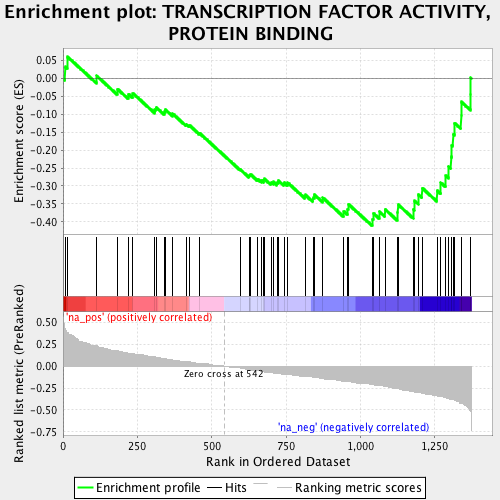 Enrichment plot: TRANSCRIPTION FACTOR ACTIVITY,
PROTEIN BINDING
Enrichment score (ES)
0.05
0.00
-0.05
-0.10
-0.15
-0.20
-0.25
-0.30
-0.35
-0.40
'na_pos' (positively correlated)
Ranked list metric (PreRanked)
0.50
0.25
0.00
-0.25
-0.50
-0.75
Zero cross at 542
'na_neg' (negatively correlated)
0
250
500
750
1,000
1,250
Rank in Ordered Dataset
Enrichment profile
Hits
Ranking metric scores